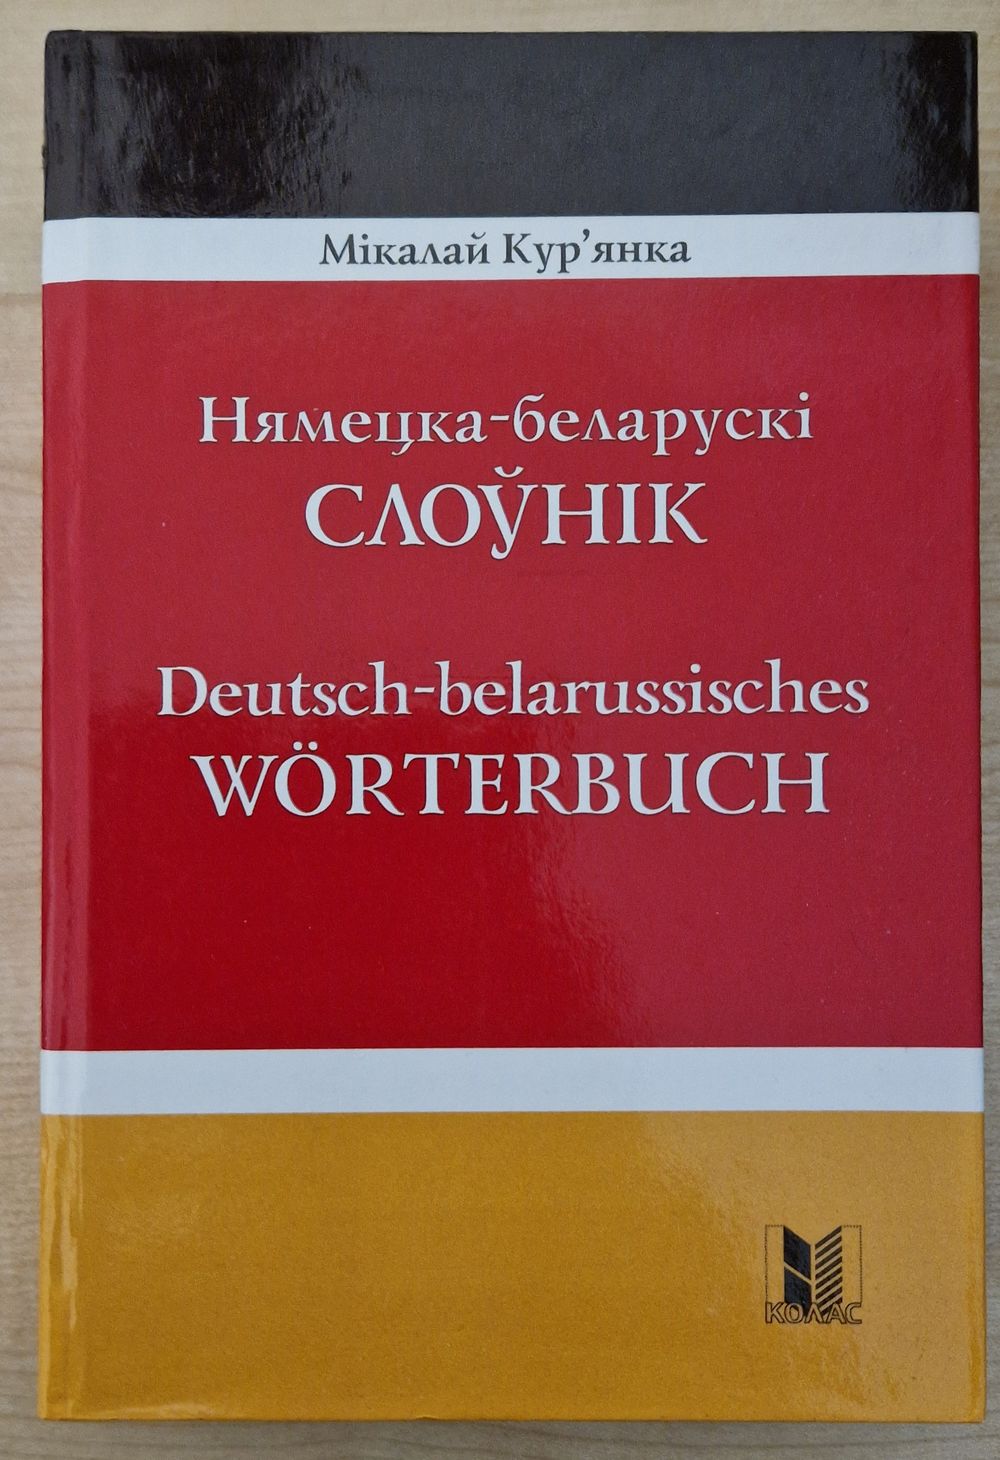 Мікалай Кур’янка
Нямецка-беларускі
СЛОЎНІК
Deutsch-belarussisches
WÖRTERBUCH
КОЛАС